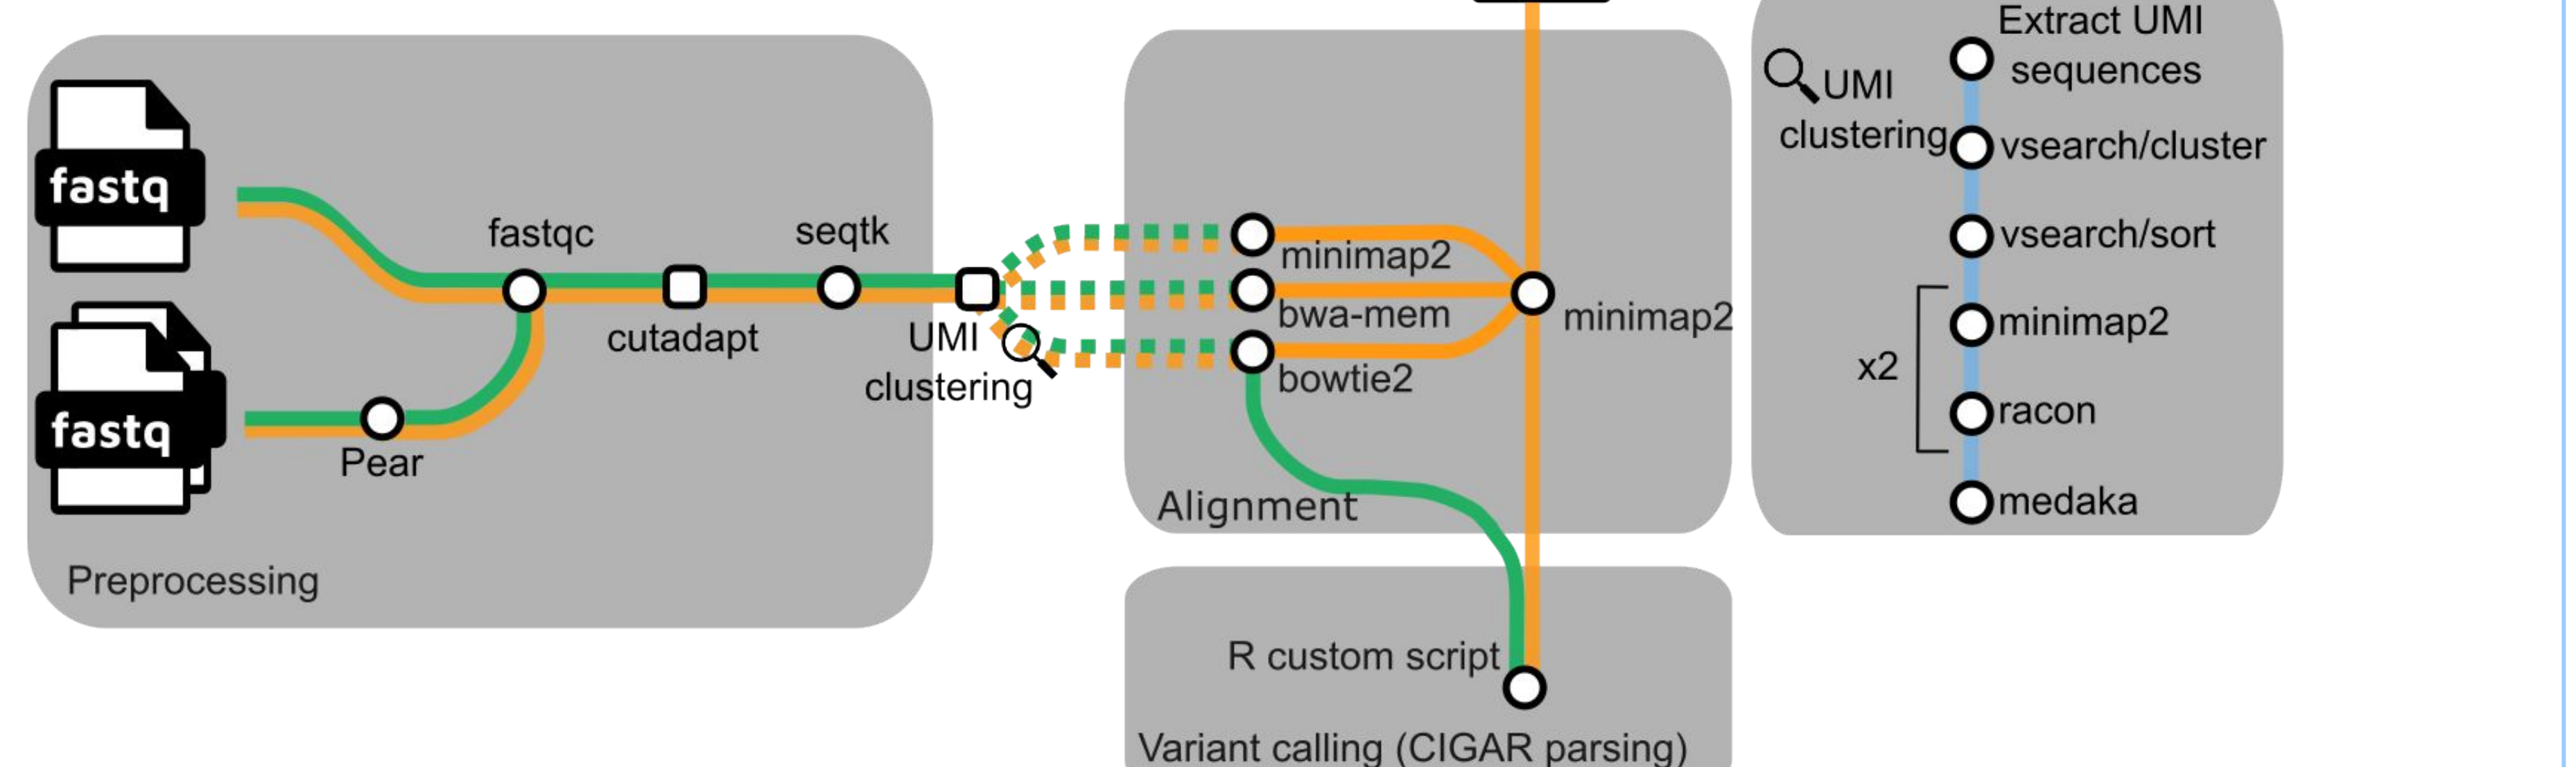 fastq
fastq
Pear
fastqc
cutadapt
seqtk
UMI
clustering
Preprocessing
minimap2
bwa-mem
bowtie2
minimap2
Alignment
R custom script
Variant calling (CIGAR parsing)
UMI
clustering
Extract UMI
sequences
vsearch/cluster
vsearch/sort
x2
minimap2
racon
medaka